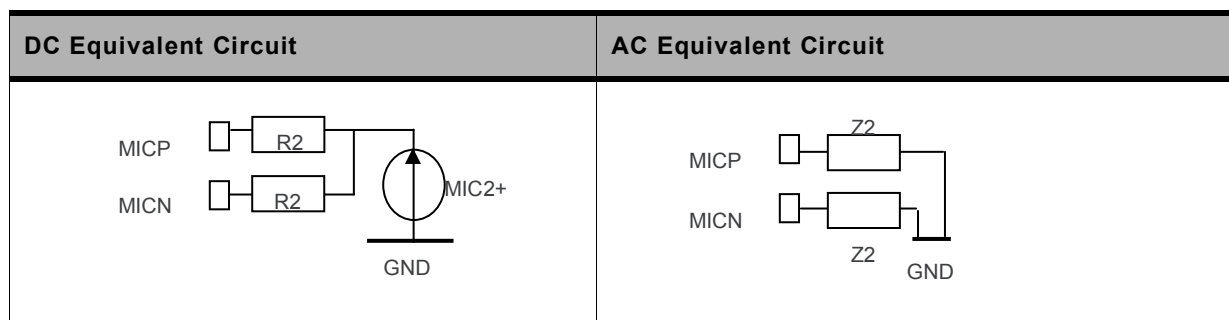 DC Equivalent Circuit
AC Equivalent Circuit
MICP
R2
MICN
R2
MIC2+
GND
Z2
MICP
MICN
Z2
GND